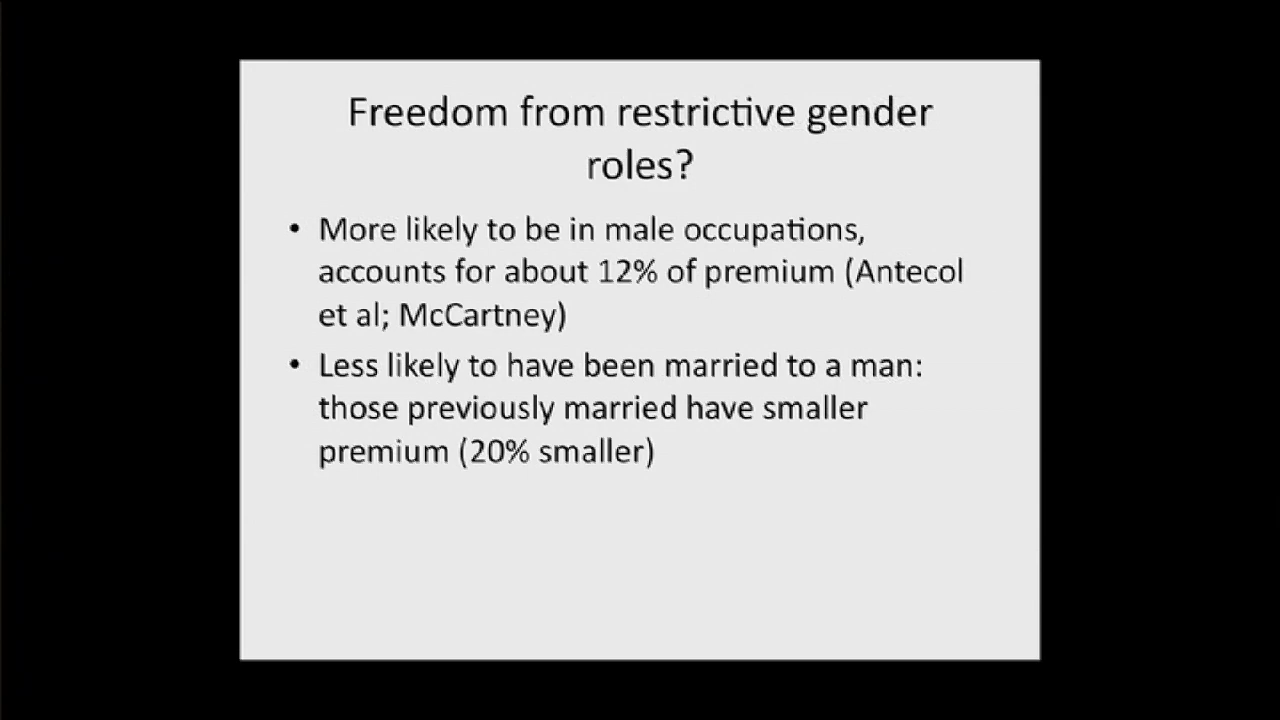 Freedom from restrictive gender
roles?
• More likely to be in male occupations,
accounts for about 12% of premium (Antecol
et al; McCartney)
• Less likely to have been married to a man:
those previously married have smaller
premium (20% smaller)